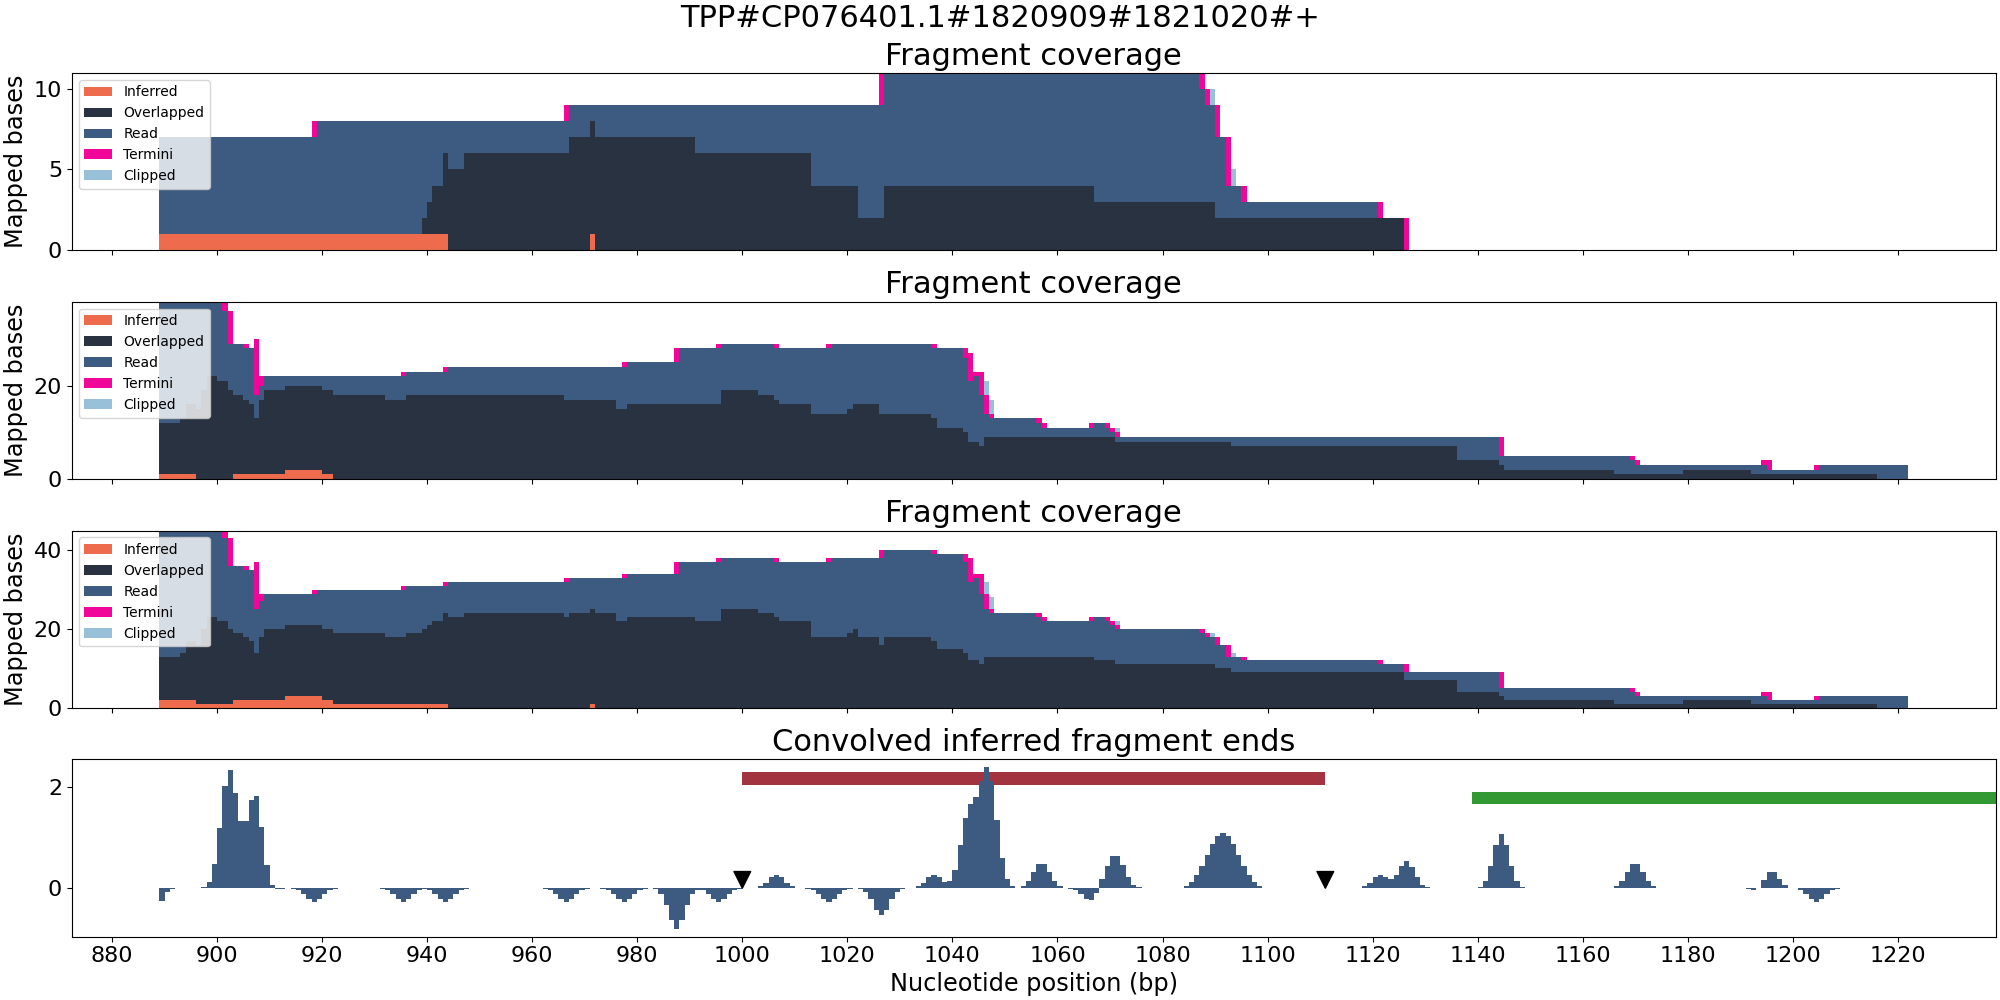 TPP#CP076401.1#1820909#1821020#+
Fragment coverage
Mapped bases
10
5
0
Inferred
Overlapped
Read
Termini
Clipped
Fragment coverage
Mapped bases
20
0
Inferred
Overlapped
Read
Termini
Clipped
Fragment coverage
Mapped bases
40
20
0
Inferred
Overlapped
Read
Termini
Clipped
Convolved inferred fragment ends
2
0
880 900 920 940 960 980 1000 1020 1040 1060 1080 1100 1120 1140 1160 1180 1200 1220
Nucleotide position (bp)